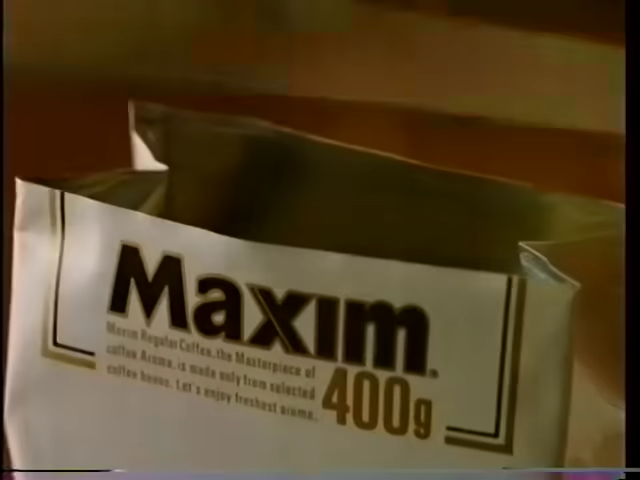 Maxim.
Maxim Regular Coffee, the Masterpiece of
coffee Aroma, is made only from selected
coffee beans. Let's enjoy freshest aroma.
400g